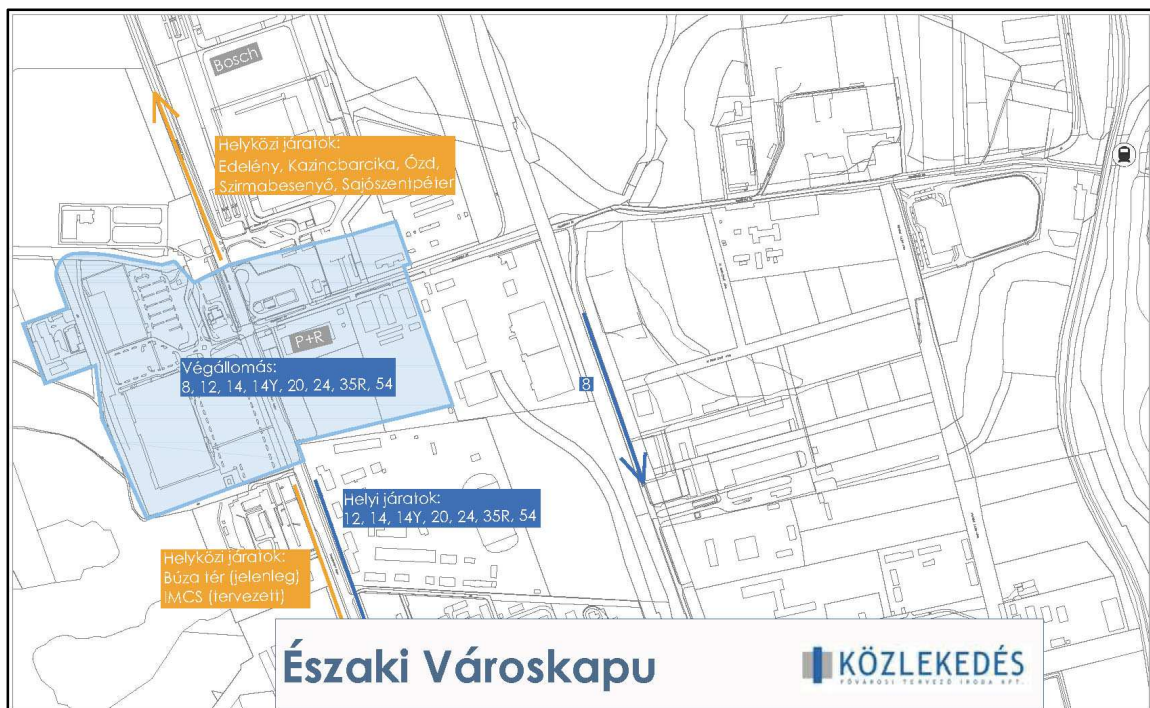 Bosch
Helyközi járatok:
Edelény, Kazincbarcika, Ózd,
Szirmabesenyő, Sajószentpéter
P+R
Végállomás:
8, 12, 14, 14Y, 20, 24, 35R, 54
8
Helyi járatok:
12, 14, 14Y, 20, 24, 35R, 54
Helyközi járatok:
Búza tér (jelenleg)
IMCS (tervezett)
Északi Városkapu
KÖZLEKEDÉS
FŐVÁROSI TERVEZŐ IRODA KFT.